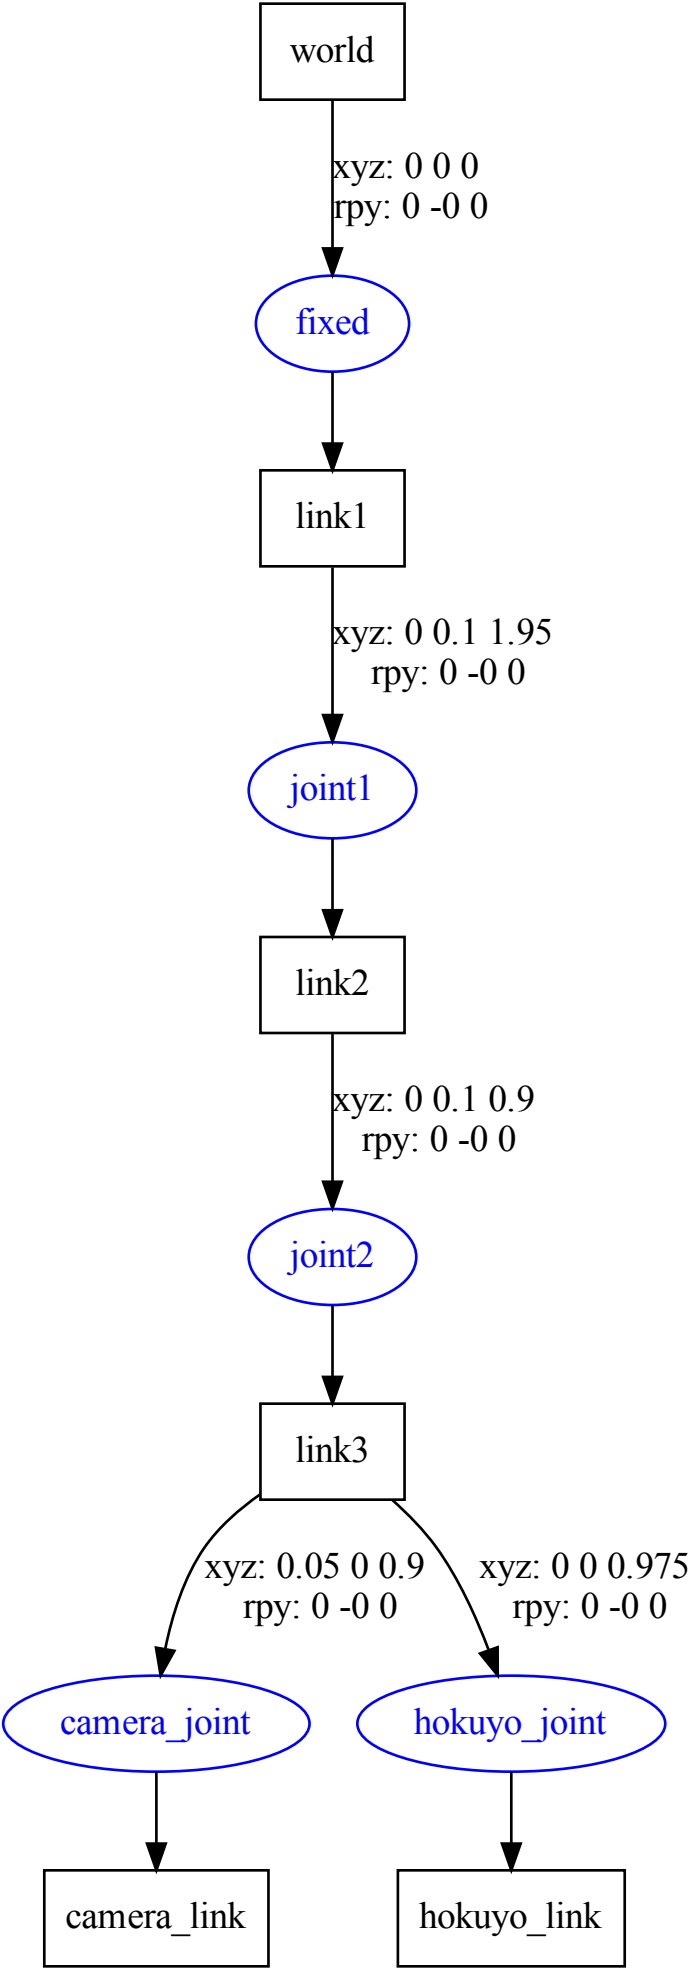 world
xyz: 0 0 0
rpy: 0 -0 0
fixed
link1
xyz: 0 0.1 1.95
rpy: 0 -0 0
joint1
link2
xyz: 0 0.1 0.9
rpy: 0 -0 0
joint2
link3
xyz: 0.05 0 0.9
rpy: 0 -0 0
xyz: 0 0 0.975
rpy: 0 -0 0
camera_joint
hokuyo_joint
camera_link
hokuyo_link